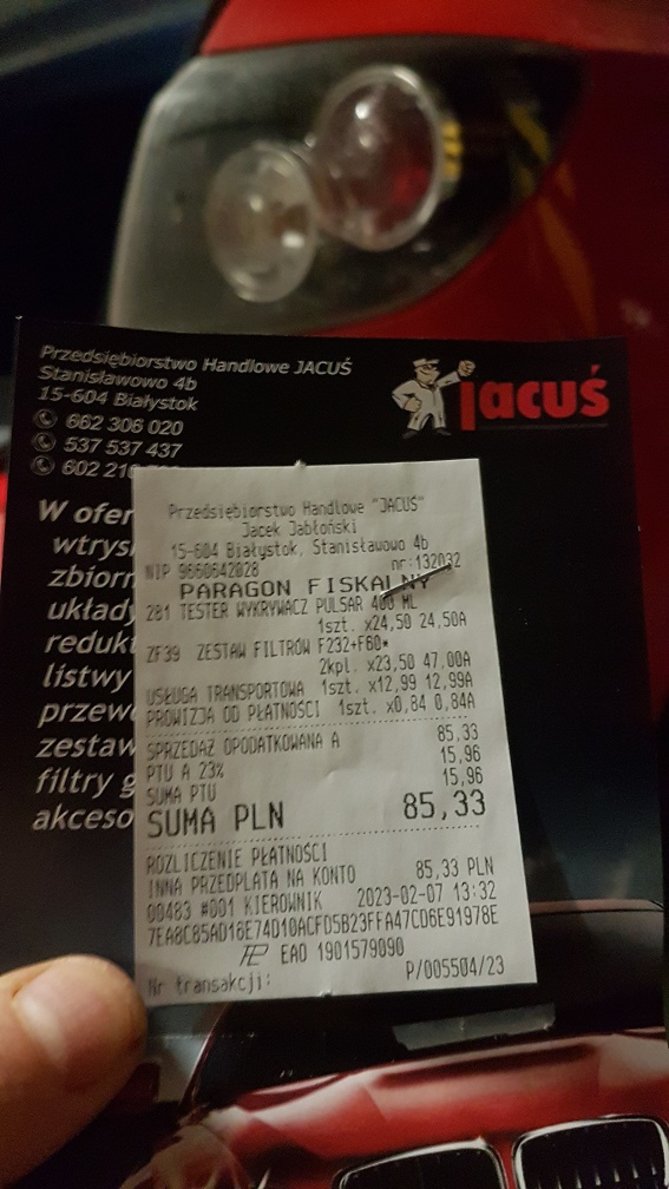 Przedsiębiorstwo Handlowe JACUŚ
Stanisławowo 4b
15-604 Białystok
662 306 020
537 537 437
602 210
jacuś
W ofer
wtrys
zbiorn
układy
redukt
listwy
przewo
zestaw
filtry g
akceso
Przedsiębiorstwo Handlowe "JACUŚ"
Jacek Jabłoński
15-604 Białystok, Stanisławowo 4b
NIP 9660642028 nr:132032
PARAGON FISKALNY
281 TESTER WYKRYWACZ PULSAR 400 ML
1szt. x24,50 24,50A
ZF39 ZESTAW FILTRÓW F232+F60*
2kpl. x23,50 47,00A
USŁUGA TRANSPORTOWA 1szt. x12,99 12,99A
PROWIZJA OD PŁATNOŚCI 1szt. x0,84 0,84A
SPRZEDAŻ OPODATKOWANA A 85,33
PTU A 23% 15,96
SUMA PTU 15,96
SUMA PLN 85,33
ROZLICZENIE PŁATNOŚCI
INNA PRZEDPŁATA NA KONTO 85,33 PLN
00483 #001 KIEROWNIK 2023-02-07 13:32
7EA8C85AD16E74D10ACFD5B23FFA47CD6E91978E
EAO 1901579090
Nr transakcji: P/005504/23